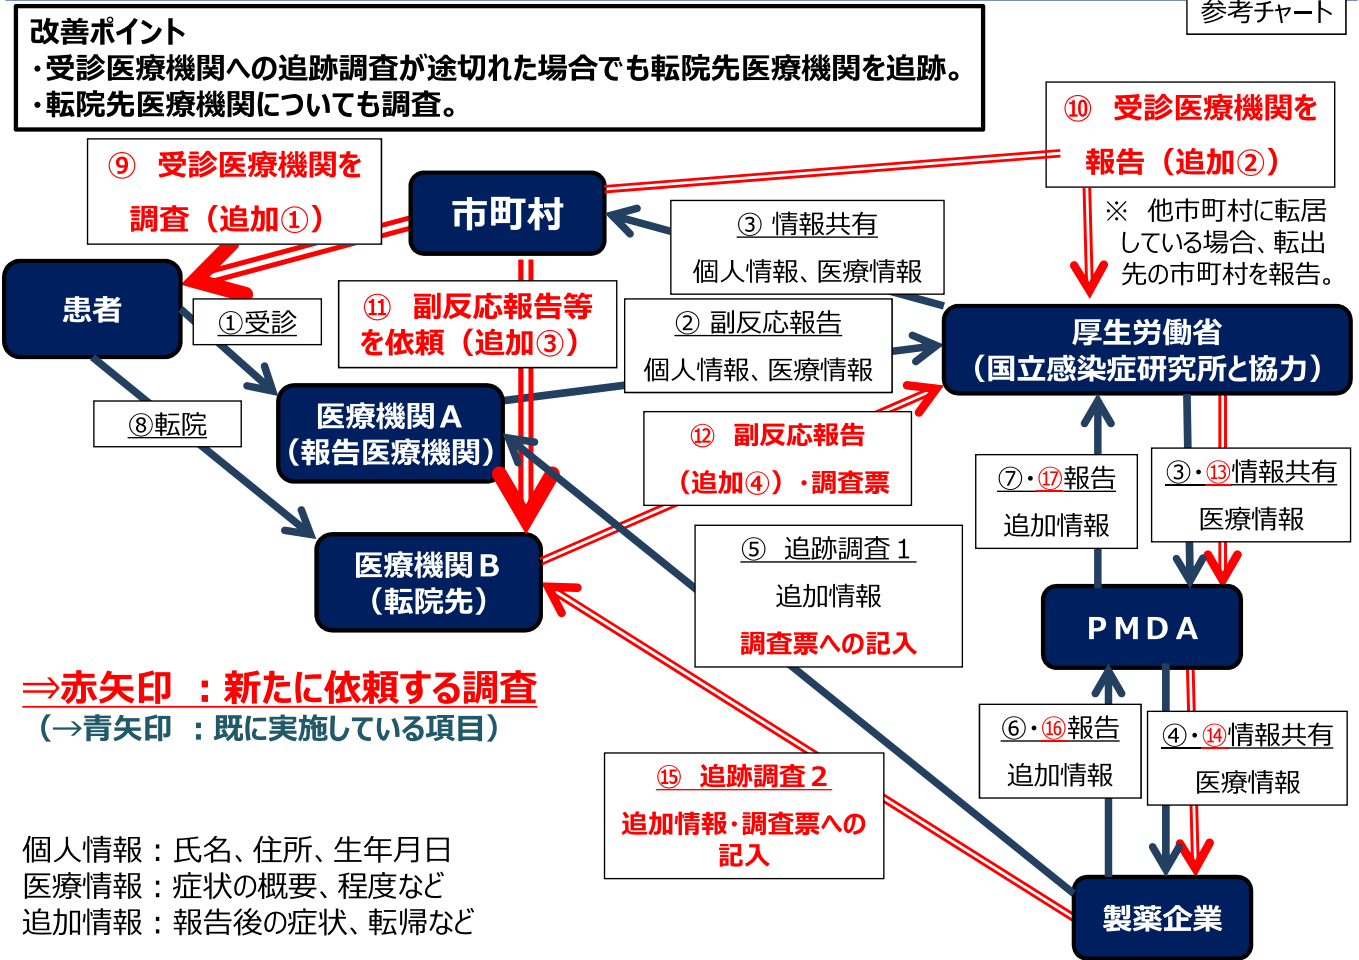 参考チャート
改善ポイント
・受診医療機関への追跡調査が途切れた場合でも転院先医療機関を追跡。
・転院先医療機関についても調査。
⑩ 受診医療機関を
報告（追加②）
⑨ 受診医療機関を
調査（追加①）
市町村
※ 他市町村に転居
している場合、転出
先の市町村を報告。
③ 情報共有
個人情報、医療情報
患者
①受診
⑪ 副反応報告等
を依頼（追加③）
② 副反応報告
個人情報、医療情報
厚生労働省
（国立感染症研究所と協力）
⑧転院
医療機関A
（報告医療機関）
⑫ 副反応報告
（追加④）・調査票
⑦・⑰報告
追加情報
③・⑬情報共有
医療情報
⑤ 追跡調査１
追加情報
調査票への記入
医療機関B
（転院先）
PMDA
⇒赤矢印 ：新たに依頼する調査
（→青矢印 ：既に実施している項目）
⑥・⑯報告
追加情報
④・⑭情報共有
医療情報
⑮ 追跡調査２
追加情報・調査票への
記入
個人情報：氏名、住所、生年月日
医療情報：症状の概要、程度など
追加情報：報告後の症状、転帰など
製薬企業